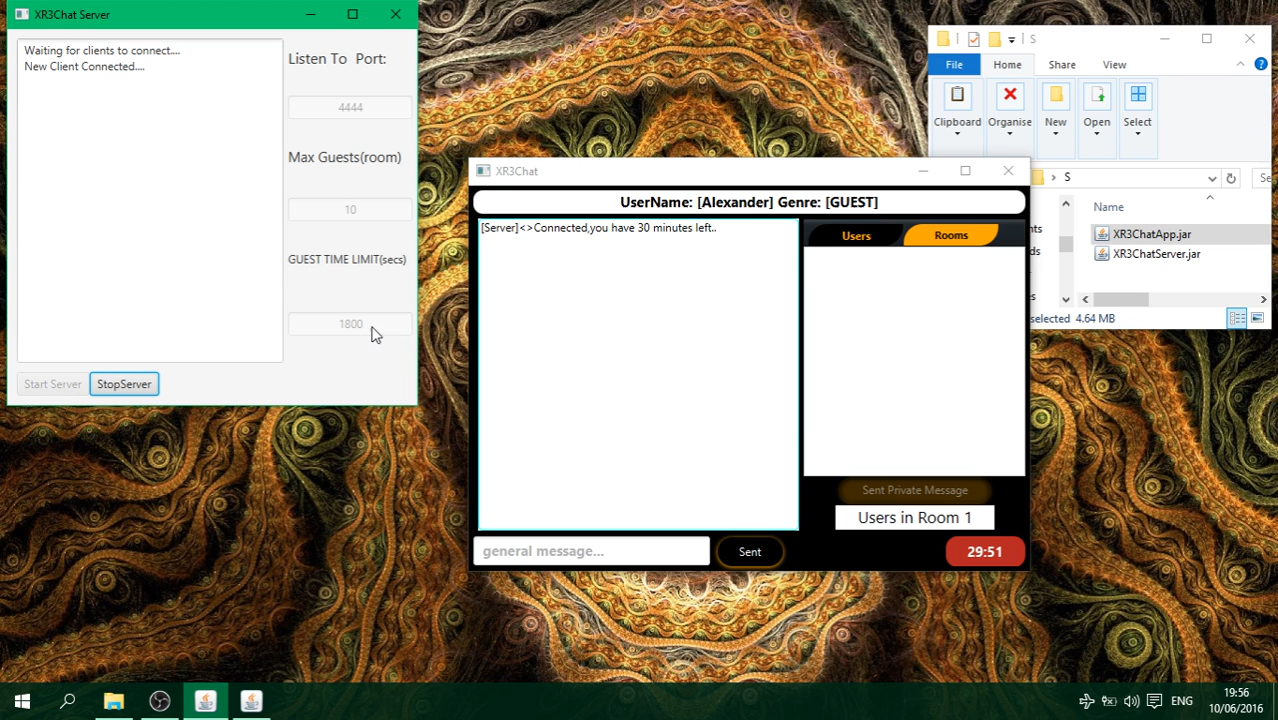 XR3Chat Server
Waiting for clients to connect....
New Client Connected....
Listen To Port:
4444
Max Guests(room)
10
GUEST TIME LIMIT(secs)
1800
Start Server
StopServer
XR3Chat
UserName: [Alexander] Genre: [GUEST]
[Server]<>Connected,you have 30 minutes left..
Users
Rooms
Sent Private Message
Users in Room 1
general message...
Sent
29:51
S
File
Home
Share
View
Clipboard
Organise
New
Open
Select
S
Se
Name
nts
XR3ChatApp.jar
ds
XR3ChatServer.jar
es
selected 4.64 MB
ENG
19:56
10/06/2016